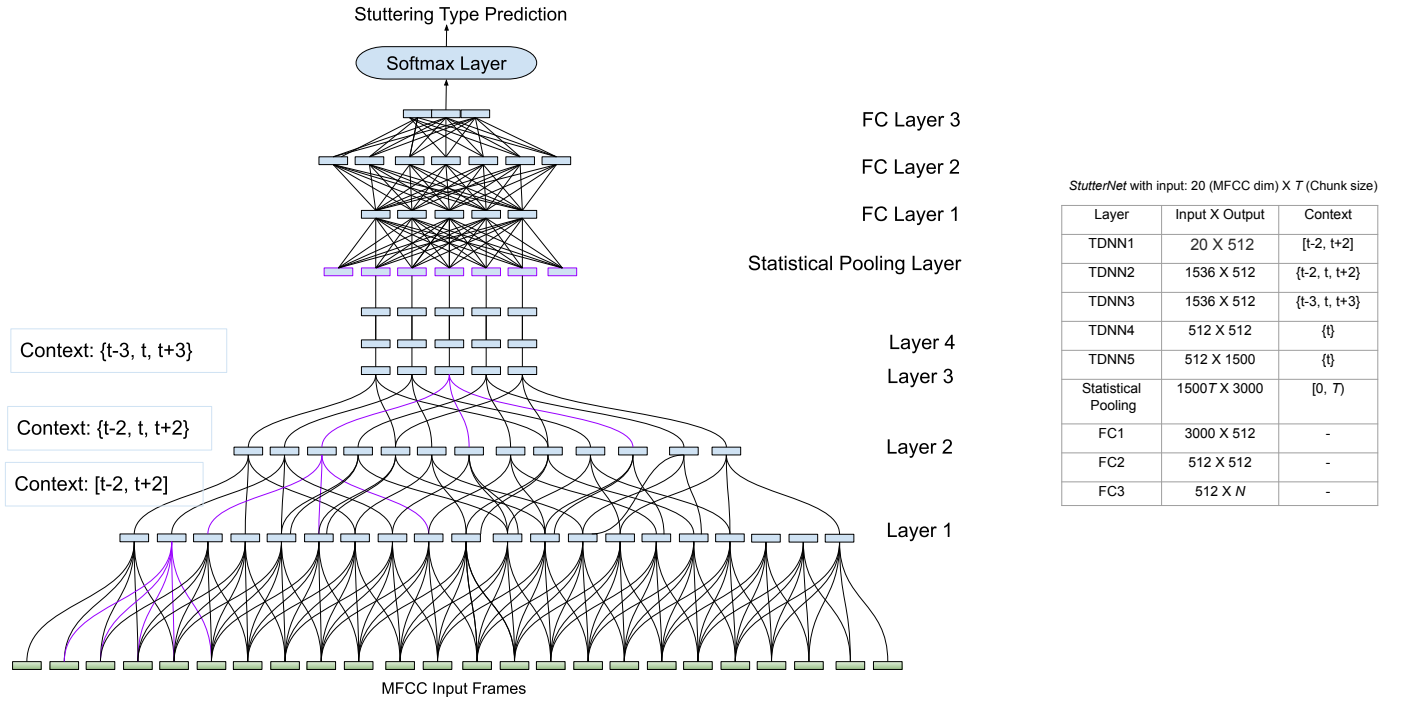 Stuttering Type Prediction
Softmax Layer
FC Layer 3
FC Layer 2
FC Layer 1
Statistical Pooling Layer
Layer 4
Context: {t-3, t, t+3}
Layer 3
Context: {t-2, t, t+2}
Layer 2
Context: [t-2, t+2]
Layer 1
MFCC Input Frames
StutterNet with input: 20 (MFCC dim) X T (Chunk size)
Layer Input X Output Context
TDNN1 20 X 512 [t-2, t+2]
TDNN2 1536 X 512 {t-2, t, t+2}
TDNN3 1536 X 512 {t-3, t, t+3}
TDNN4 512 X 512 {t}
TDNN5 512 X 1500 {t}
Statistical 1500T X 3000 [0, T)
Pooling
FC1 3000 X 512 -
FC2 512 X 512 -
FC3 512 X N -